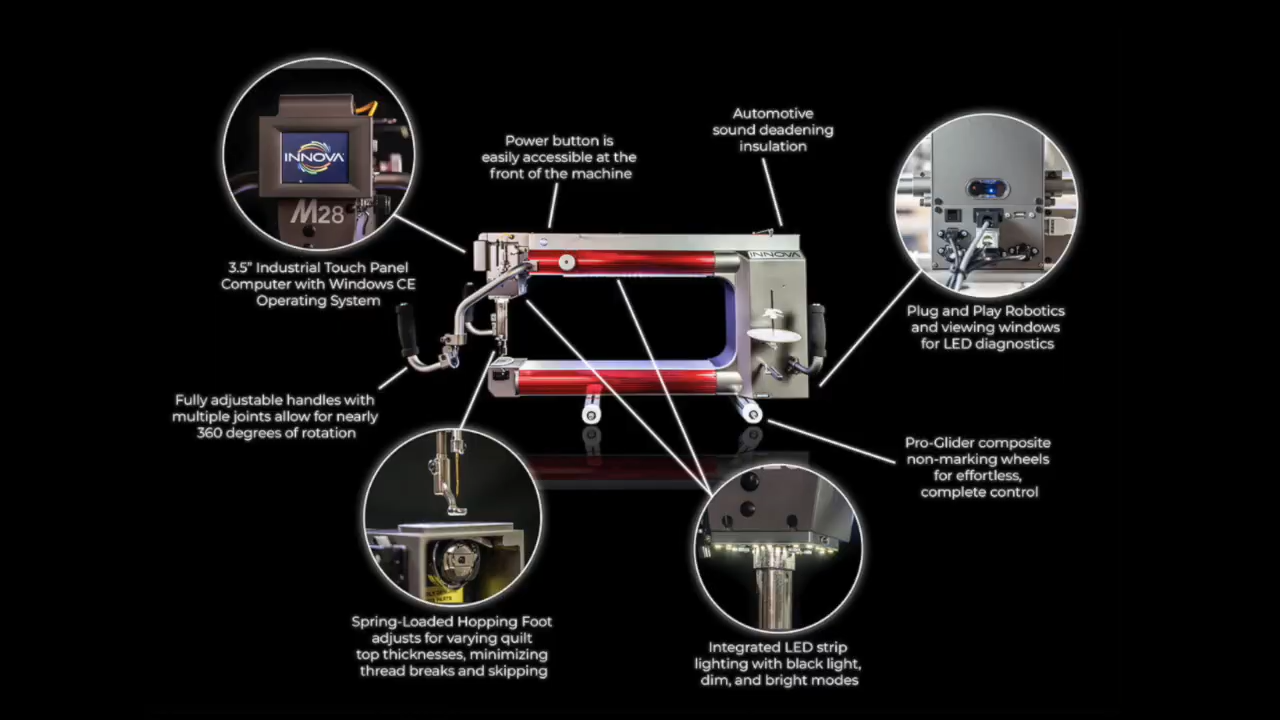 INNOVA
M28
3.5” Industrial Touch Panel
Computer with Windows CE
Operating System
Power button is
easily accessible at the
front of the machine
Automotive
sound deadening
insulation
INNOVA
Plug and Play Robotics
and viewing windows
for LED diagnostics
Fully adjustable handles with
multiple joints allow for nearly
360 degrees of rotation
Pro-Glider composite
non-marking wheels
for effortless,
complete control
PARTS
Spring-Loaded Hopping Foot
adjusts for varying quilt
top thicknesses, minimizing
thread breaks and skipping
Integrated LED strip
lighting with black light,
dim, and bright modes